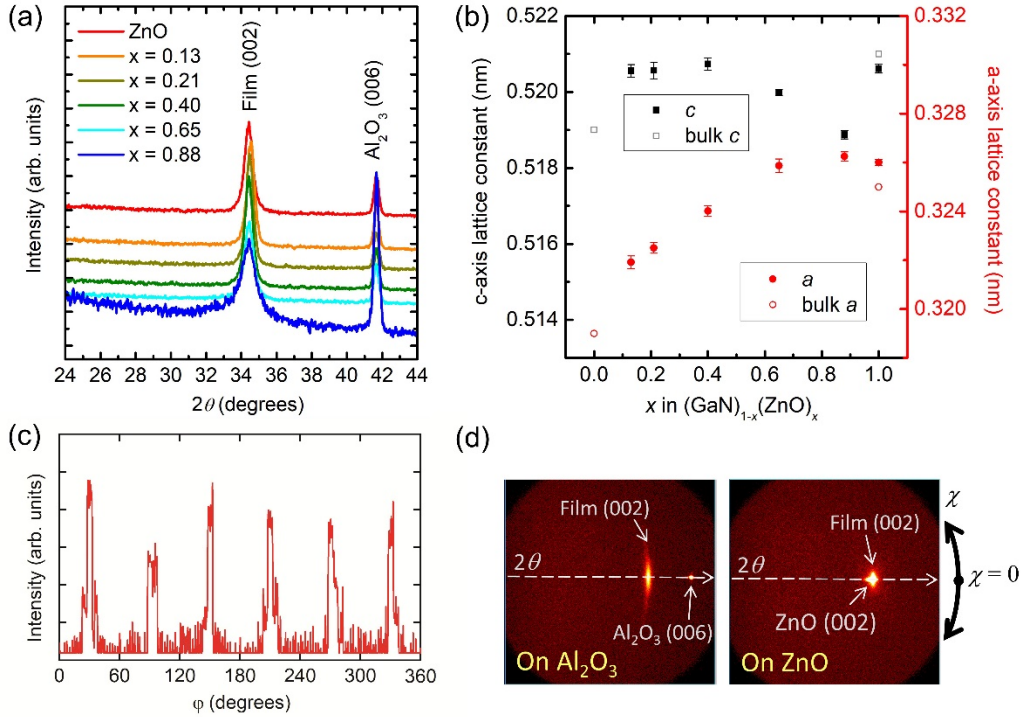 (a)
ZnO
x = 0.13
x = 0.21
x = 0.40
x = 0.65
x = 0.88
Film (002)
Al₂O₃ (006)
Intensity (arb. units)
24 26 28 30 32 34 36 38 40 42 44
2θ (degrees)
(b)
0.522
0.520
0.518
0.516
0.514
c-axis lattice constant (nm)
c
bulk c
a
bulk a
0.332
0.328
0.324
0.320
a-axis lattice constant (nm)
0.0 0.2 0.4 0.6 0.8 1.0
x in (GaN)₁₋ₓ(ZnO)ₓ
(c)
Intensity (arb. units)
0 60 120 180 240 300 360
φ (degrees)
(d)
Film (002)
2θ
Al₂O₃ (006)
On Al₂O₃
Film (002)
2θ
ZnO (002)
On ZnO
χ
χ = 0